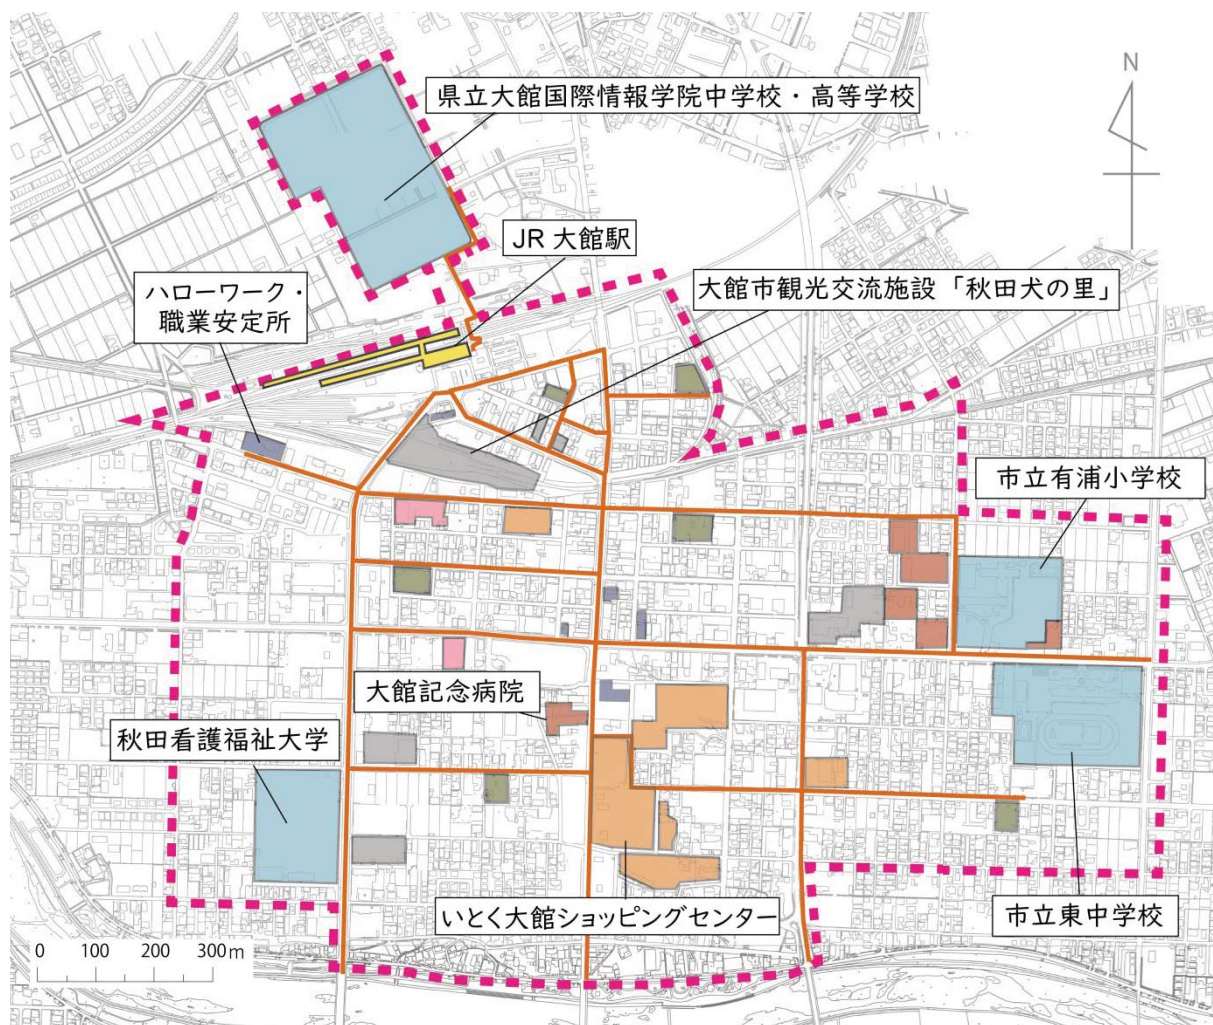 県立大館国際情報学院中学校・高等学校
N
JR 大館駅
大館市観光交流施設「秋田犬の里」
ハローワーク・
職業安定所
市立有浦小学校
大館記念病院
秋田看護福祉大学
いとく大館ショッピングセンター
市立東中学校
0 100 200 300m